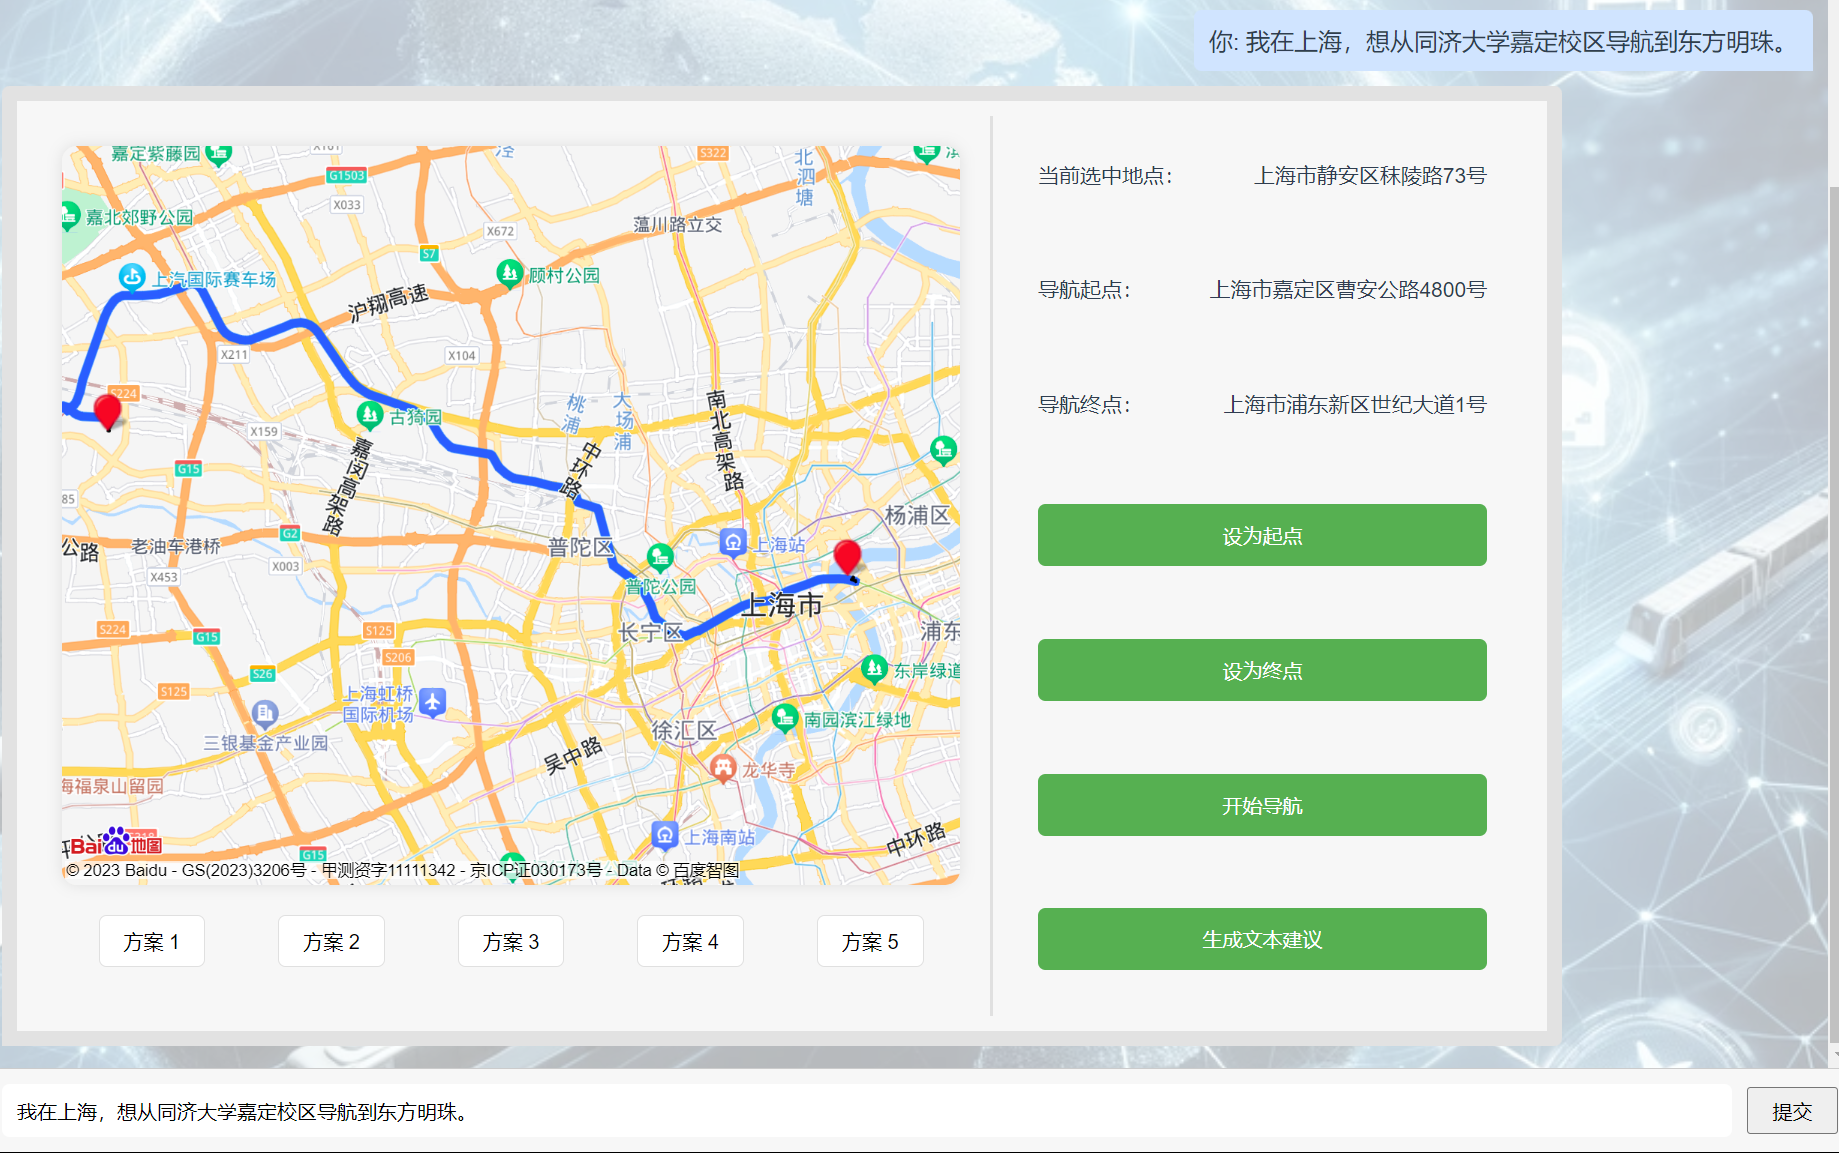 你: 我在上海，想从同济大学嘉定校区导航到东方明珠。
嘉定紫藤园
G1503
S322
北泗塘
X033
嘉北郊野公园
X672
蕰川路立交
S7
上汽国际赛车场
顾村公园
沪翔高速
X211
X104
S224
桃浦
大场浦
南北高架路
古猗园
X159
嘉闵高架路
中环路
G15
85
杨浦区
G2
公路
老油车港桥
普陀区
上海站
X003
X453
普陀公园
上海市
S224
G15
S125
长宁区
浦东
S206
S26
东岸绿道
S125
上海虹桥
国际机场
三银基金产业园
徐汇区
南园滨江绿地
吴中路
龙华寺
海福泉山留园
上海南站
中环路
Bai du 地图
G15
© 2023 Baidu - GS(2023)3206号 - 甲测资字11111342 - 京ICP证030173号 - Data © 百度智图
方案 1
方案 2
方案 3
方案 4
方案 5
当前选中地点： 上海市静安区秣陵路73号
导航起点： 上海市嘉定区曹安公路4800号
导航终点： 上海市浦东新区世纪大道1号
设为起点
设为终点
开始导航
生成文本建议
我在上海，想从同济大学嘉定校区导航到东方明珠。
提交